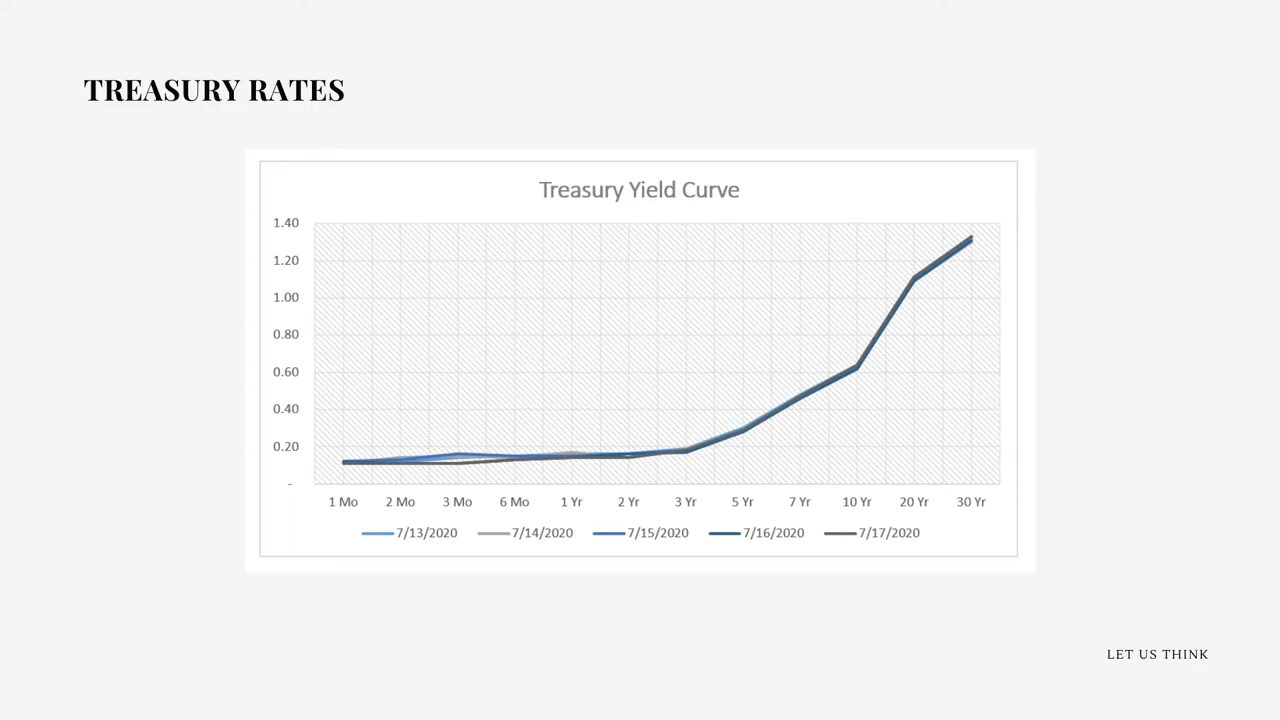 TREASURY RATES
Treasury Yield Curve
1.40
1.20
1.00
0.80
0.60
0.40
0.20
-
1 Mo 2 Mo 3 Mo 6 Mo 1 Yr 2 Yr 3 Yr 5 Yr 7 Yr 10 Yr 20 Yr 30 Yr
7/13/2020 7/14/2020 7/15/2020 7/16/2020 7/17/2020
LET US THINK